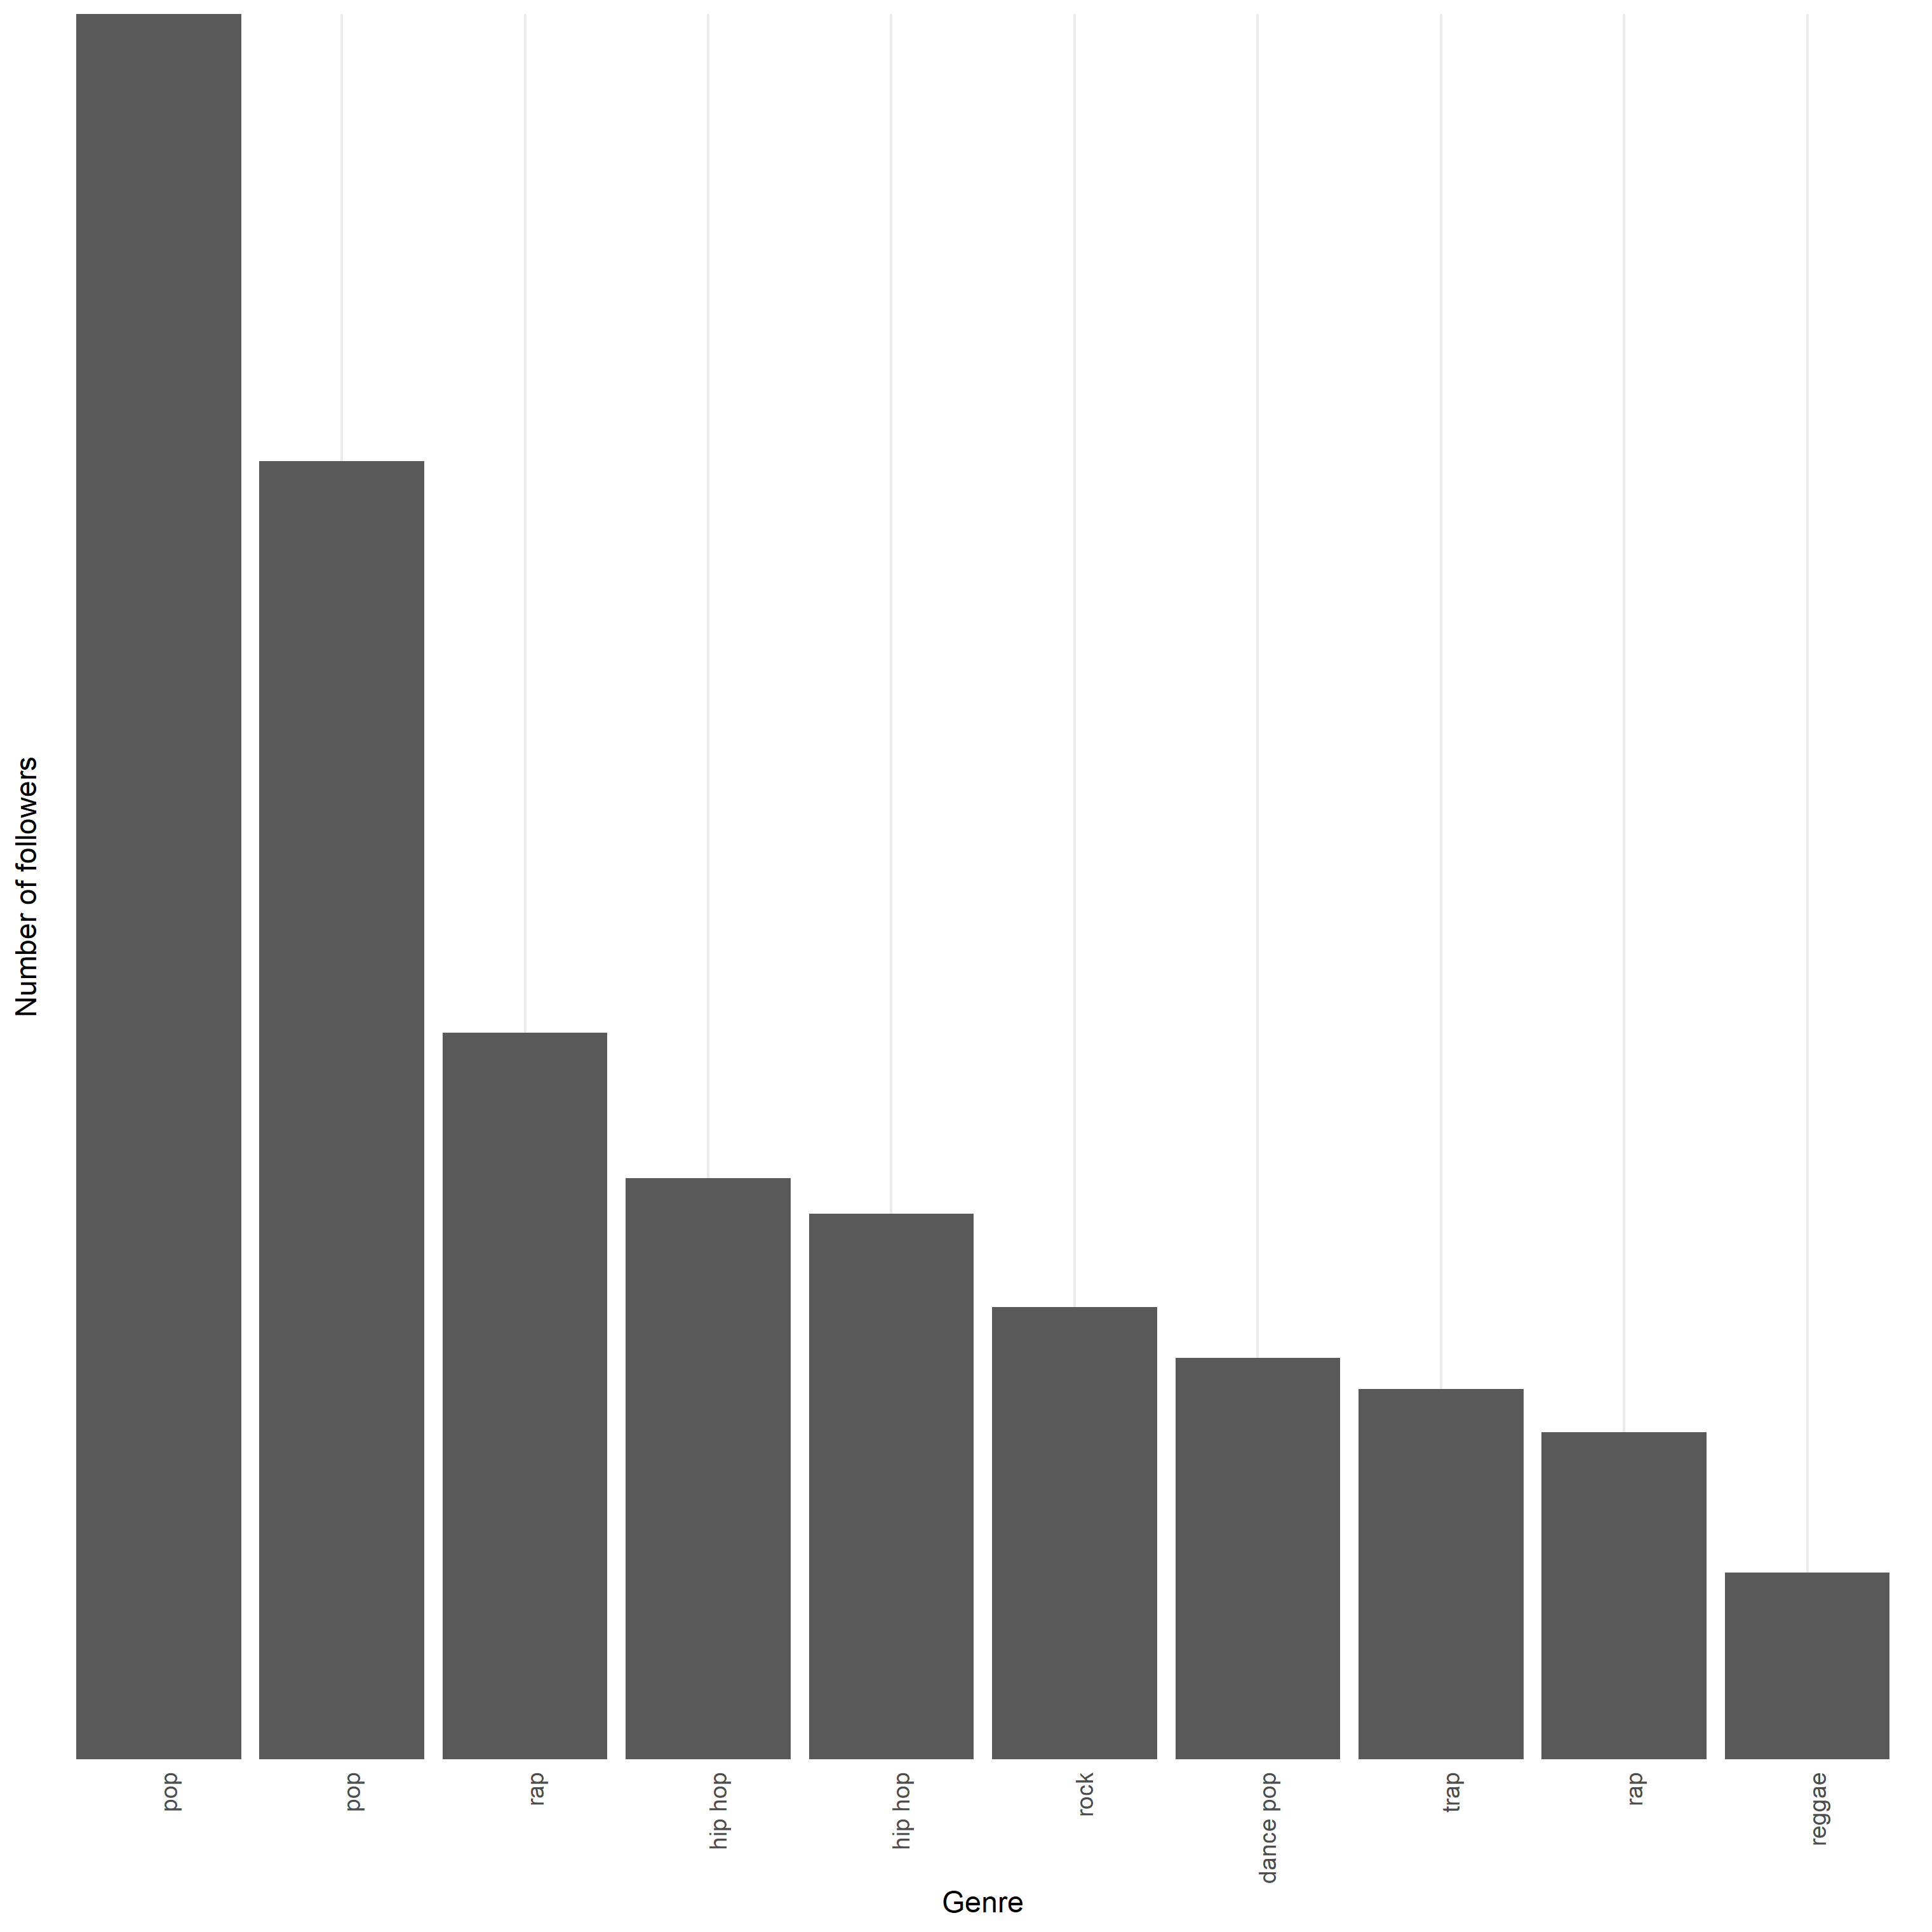 Number of followers
pop
pop
rap
hip hop
hip hop
rock
dance pop
trap
rap
reggae
Genre